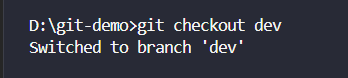 D:\git-demo>git checkout dev
Switched to branch 'dev'